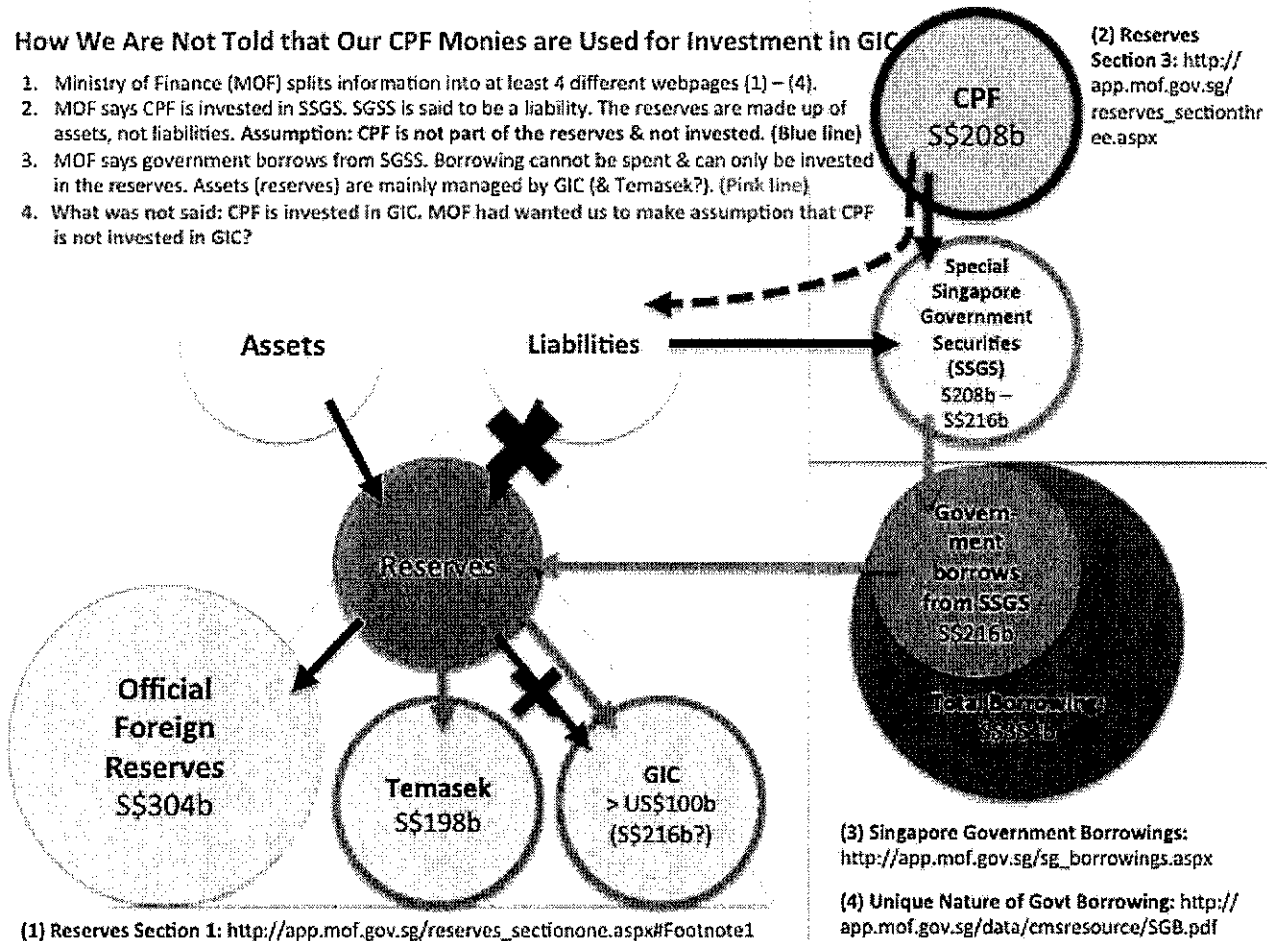 How We Are Not Told that Our CPF Monies are Used for Investment in GIC
1. Ministry of Finance (MOF) splits information into at least 4 different webpages (1) – (4).
2. MOF says CPF is invested in SSGS. SGSS is said to be a liability. The reserves are made up of
assets, not liabilities. Assumption: CPF is not part of the reserves & not invested. (Blue line)
3. MOF says government borrows from SGSS. Borrowing cannot be spent & can only be invested
in the reserves. Assets (reserves) are mainly managed by GIC (& Temasek?). (Pink line)
4. What was not said: CPF is invested in GIC. MOF had wanted us to make assumption that CPF
is not invested in GIC?
CPF
S$208b
(2) Reserves
Section 3: http://
app.mof.gov.sg/
reserves_sectionthr
ee.aspx
Special
Singapore
Government
Securities
(SSGS)
S208b –
S$216b
Assets
Liabilities
Reserves
Govern-
ment
borrows
from SSGS
S$216b
Total borrowing
Official
Foreign
Reserves
S$304b
Temasek
S$198b
GIC
> US$100b
(S$216b?)
(3) Singapore Government Borrowings:
http://app.mof.gov.sg/sg_borrowings.aspx
(4) Unique Nature of Govt Borrowing: http://
app.mof.gov.sg/data/cmsresource/SGB.pdf
(1) Reserves Section 1: http://app.mof.gov.sg/reserves_sectionone.aspx#Footnote1